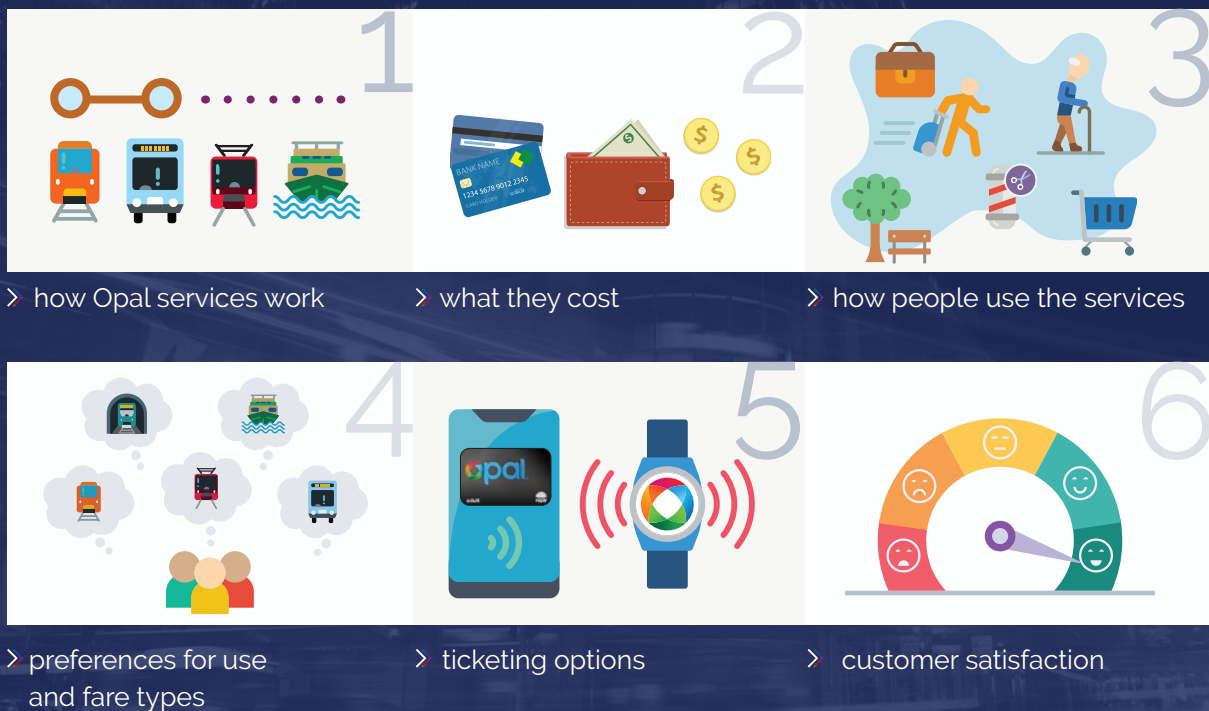 1
2
3
BANK NAME
1234 5678 9012 2345
CARD HOLDER
how Opal services work
what they cost
how people use the services
4
5
6
opal
adult
preferences for use
and fare types
ticketing options
customer satisfaction